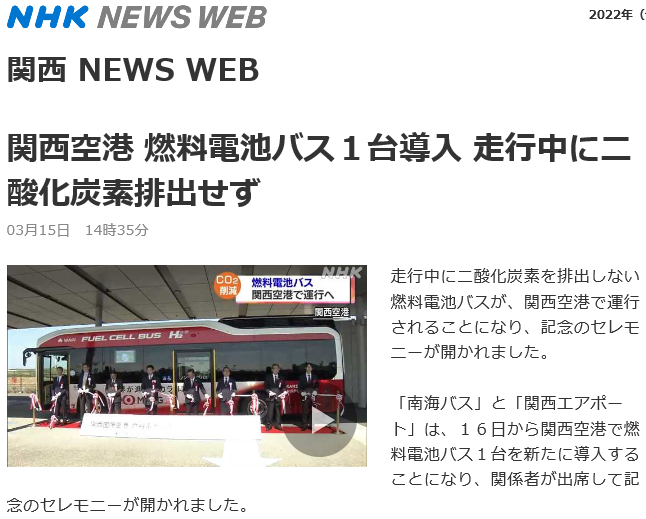 NHK NEWS WEB
2022年
関西 NEWS WEB
関西空港 燃料電池バス１台導入 走行中に二
酸化炭素排出せず
03月15日　14時35分
NHK
CO2
削減
燃料電池バス
関西空港で運行へ
関西空港
FUEL CELL BUS H2
走行中に二酸化炭素を排出しない
燃料電池バスが、関西空港で運行
されることになり、記念のセレモ
ニーが開かれました。
「南海バス」と「関西エアポー
ト」は、１６日から関西空港で燃
料電池バス１台を新たに導入する
ことになり、関係者が出席して記
念のセレモニーが開かれました。